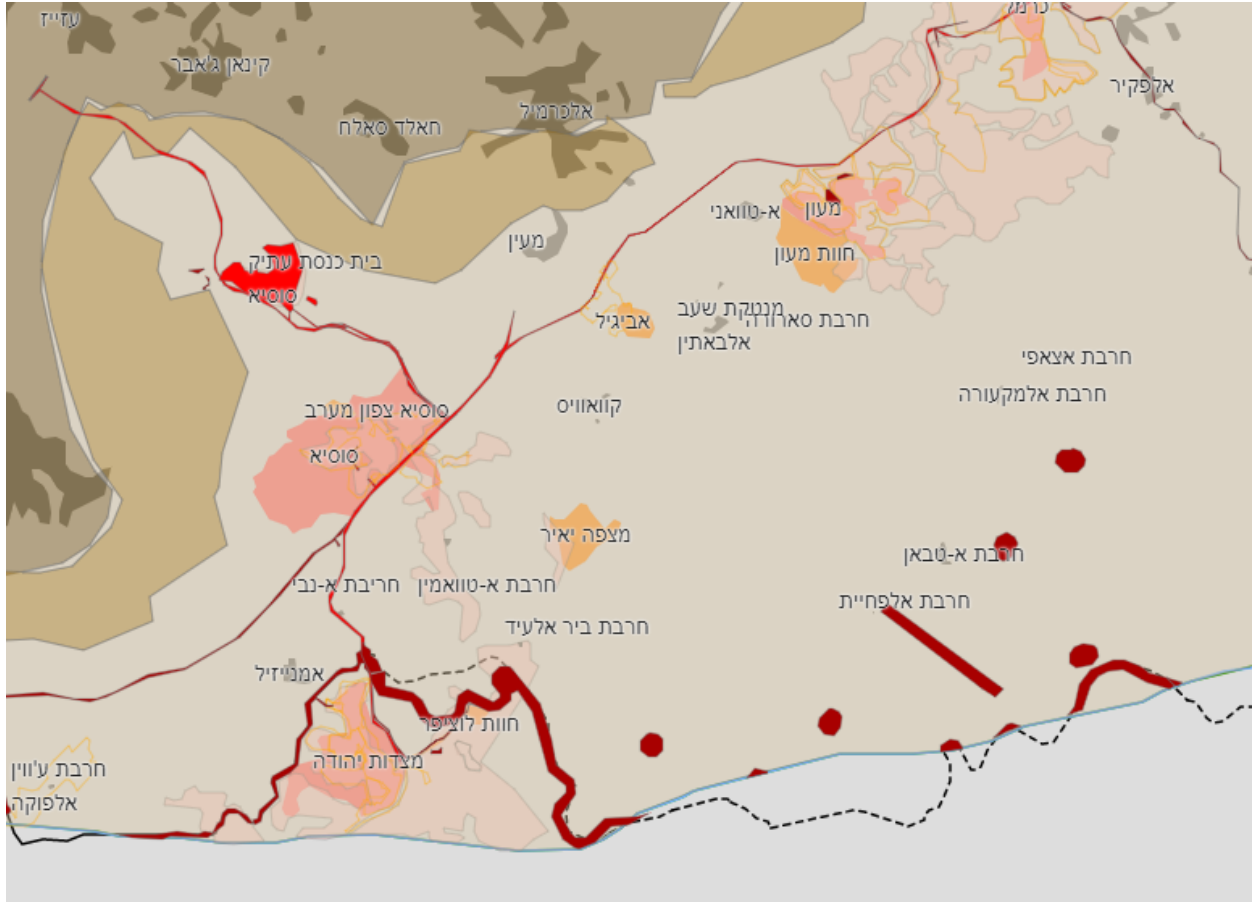 כרמל
עזייז
קינאן ג'אבר
אלפקיר
אלכרמיל
חאלד סאלח
מעון
א-טוואני
מעין
חוות מעון
בית כנסת עתיק
סוסיא
מנטקת שעב
אלבאתין
חרבת סארורה
אביגיל
חרבת אצאפי
חרבת אלמקעורה
קוואוויס
סוסיא צפון מערב
סוסיא
מצפה יאיר
חרבת א-טבאן
חריבת א-נבי
חרבת א-טוואמין
חרבת אלפחיית
חרבת ביר אלעיד
אמנייזיל
חוות לוציפר
מצדות יהודה
חרבת ע'ווין
אלפוקה